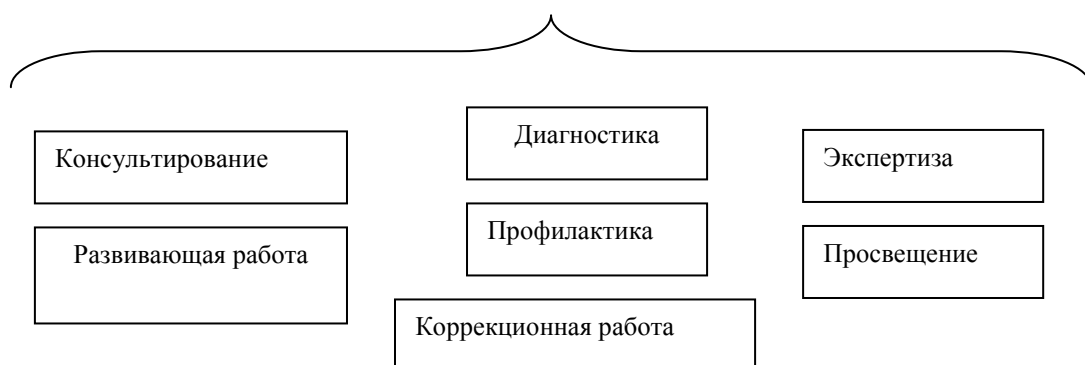 Диагностика
Консультирование
Экспертиза
Профилактика
Развивающая работа
Просвещение
Коррекционная работа